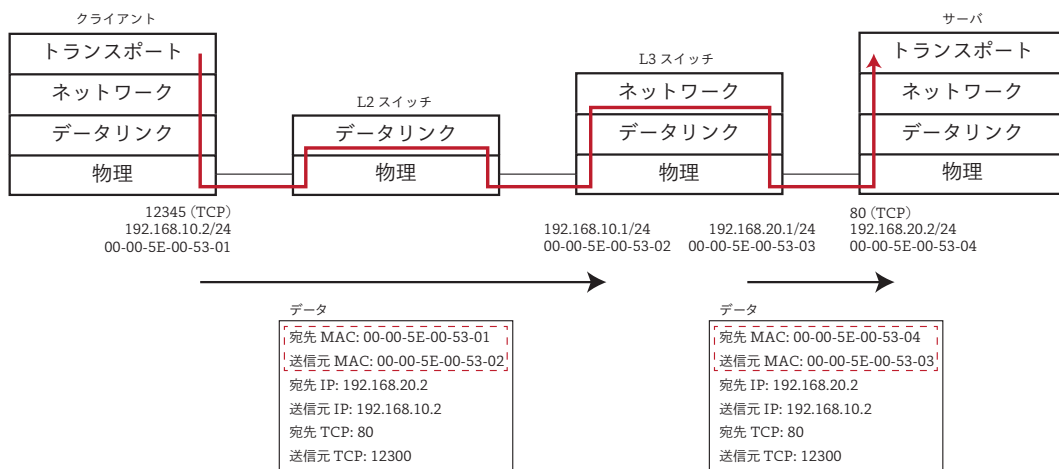 クライアント
トランスポート
ネットワーク
データリンク
物理
L2 スイッチ
データリンク
物理
L3 スイッチ
ネットワーク
データリンク
物理
サーバ
トランスポート
ネットワーク
データリンク
物理
12345 (TCP)
192.168.10.2/24
00-00-5E-00-53-01
192.168.10.1/24
00-00-5E-00-53-02
192.168.20.1/24
00-00-5E-00-53-03
80 (TCP)
192.168.20.2/24
00-00-5E-00-53-04
データ
宛先 MAC: 00-00-5E-00-53-01
送信元 MAC: 00-00-5E-00-53-02
宛先 IP: 192.168.20.2
送信元 IP: 192.168.10.2
宛先 TCP: 80
送信元 TCP: 12300
データ
宛先 MAC: 00-00-5E-00-53-04
送信元 MAC: 00-00-5E-00-53-03
宛先 IP: 192.168.20.2
送信元 IP: 192.168.10.2
宛先 TCP: 80
送信元 TCP: 12300